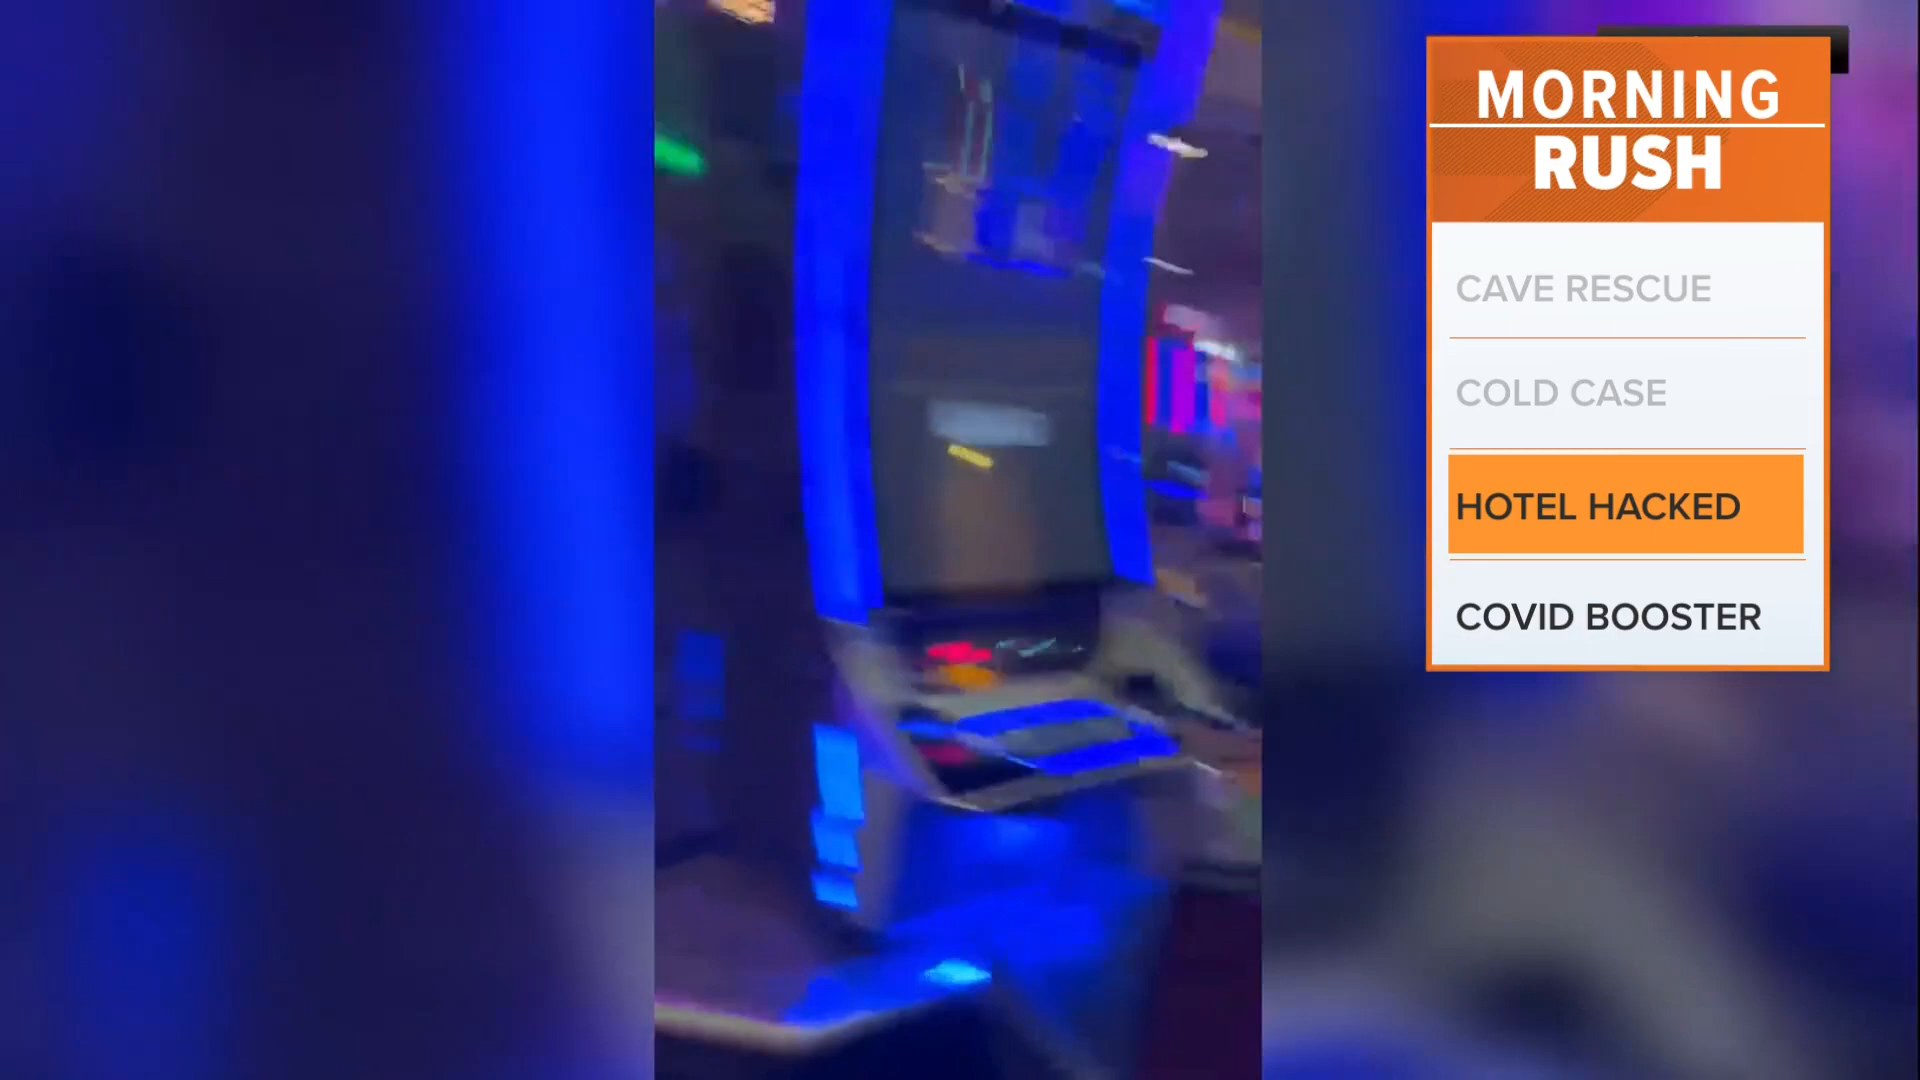 MORNING
RUSH
CAVE RESCUE
COLD CASE
HOTEL HACKED
COVID BOOSTER